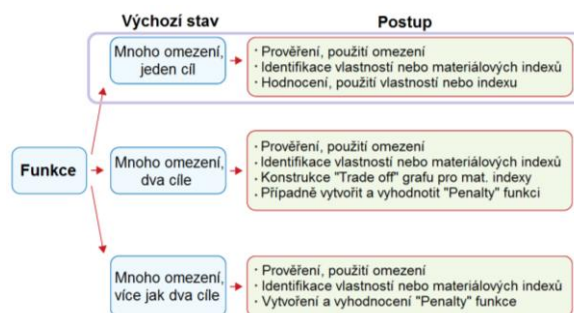 Výchozí stav
Postup
Funkce
Mnoho omezení,
jeden cíl
· Prověření, použití omezení
· Identifikace vlastností nebo materiálových indexů
· Hodnocení, použití vlastností nebo indexu
Mnoho omezení,
dva cíle
· Prověření, použití omezení
· Identifikace vlastností nebo materiálových indexů
· Konstrukce "Trade off" grafu pro mat. indexy
· Případně vytvořit a vyhodnotit "Penalty" funkci
Mnoho omezení,
více jak dva cíle
· Prověření, použití omezení
· Identifikace vlastností nebo materiálových indexů
· Vytvoření a vyhodnocení "Penalty" funkce